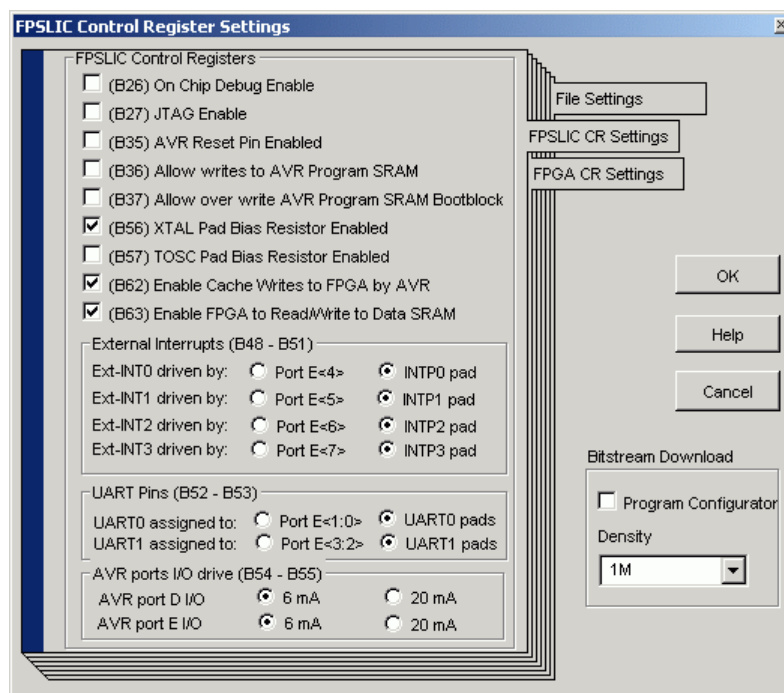 FPSLIC Control Register Settings
FPSLIC Control Registers
(B26) On Chip Debug Enable
(B27) JTAG Enable
(B35) AVR Reset Pin Enabled
(B36) Allow writes to AVR Program SRAM
(B37) Allow over write AVR Program SRAM Bootblock
(B56) XTAL Pad Bias Resistor Enabled
(B57) TOSC Pad Bias Resistor Enabled
(B62) Enable Cache Writes to FPGA by AVR
(B63) Enable FPGA to Read/Write to Data SRAM
External Interrupts (B48 - B51)
Ext-INT0 driven by: Port E<4> INTP0 pad
Ext-INT1 driven by: Port E<5> INTP1 pad
Ext-INT2 driven by: Port E<6> INTP2 pad
Ext-INT3 driven by: Port E<7> INTP3 pad
UART Pins (B52 - B53)
UART0 assigned to: Port E<1:0> UART0 pads
UART1 assigned to: Port E<3:2> UART1 pads
AVR ports I/O drive (B54 - B55)
AVR port D I/O 6 mA 20 mA
AVR port E I/O 6 mA 20 mA
File Settings
FPSLIC CR Settings
FPGA CR Settings
OK
Help
Cancel
Bitstream Download
Program Configurator
Density
1M